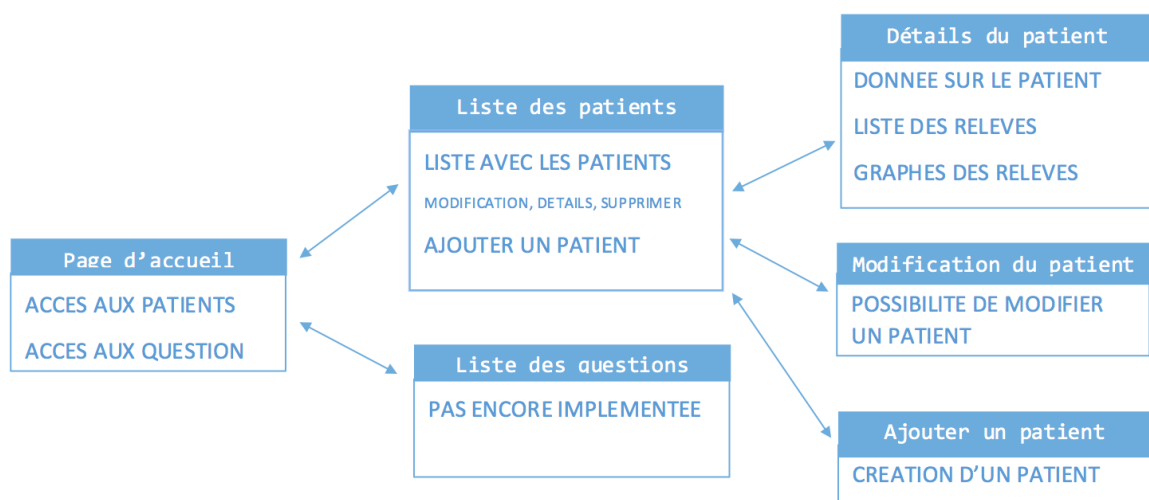 Page d’accueil
ACCES AUX PATIENTS
ACCES AUX QUESTION
Liste des patients
LISTE AVEC LES PATIENTS
MODIFICATION, DETAILS, SUPPRIMER
AJOUTER UN PATIENT
Liste des questions
PAS ENCORE IMPLEMENTEE
Détails du patient
DONNEE SUR LE PATIENT
LISTE DES RELEVES
GRAPHES DES RELEVES
Modification du patient
POSSIBILITE DE MODIFIER
UN PATIENT
Ajouter un patient
CREATION D’UN PATIENT